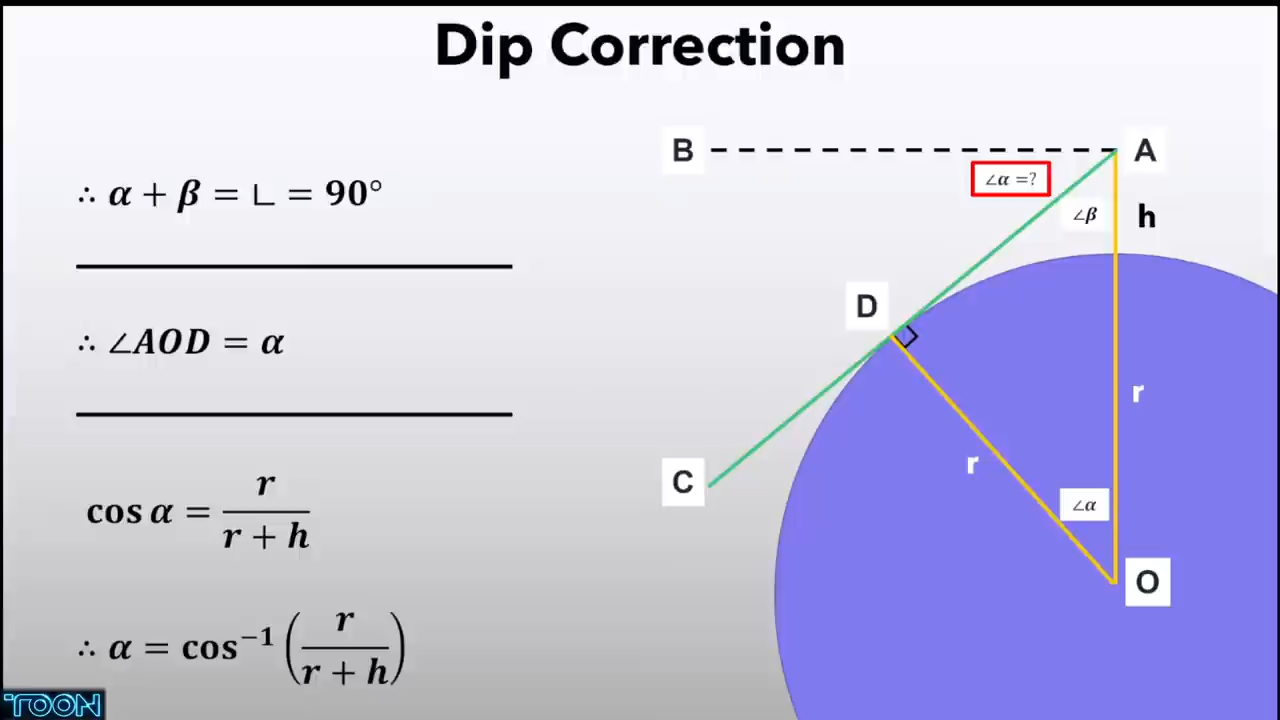 Dip Correction
∴ α + β = ∟ = 90°
∴ ∠AOD = α
cos α = r / (r + h)
∴ α = cos⁻¹ (r / (r + h))
B
A
∠α =?
∠β
h
D
r
r
C
∠α
O
TOON